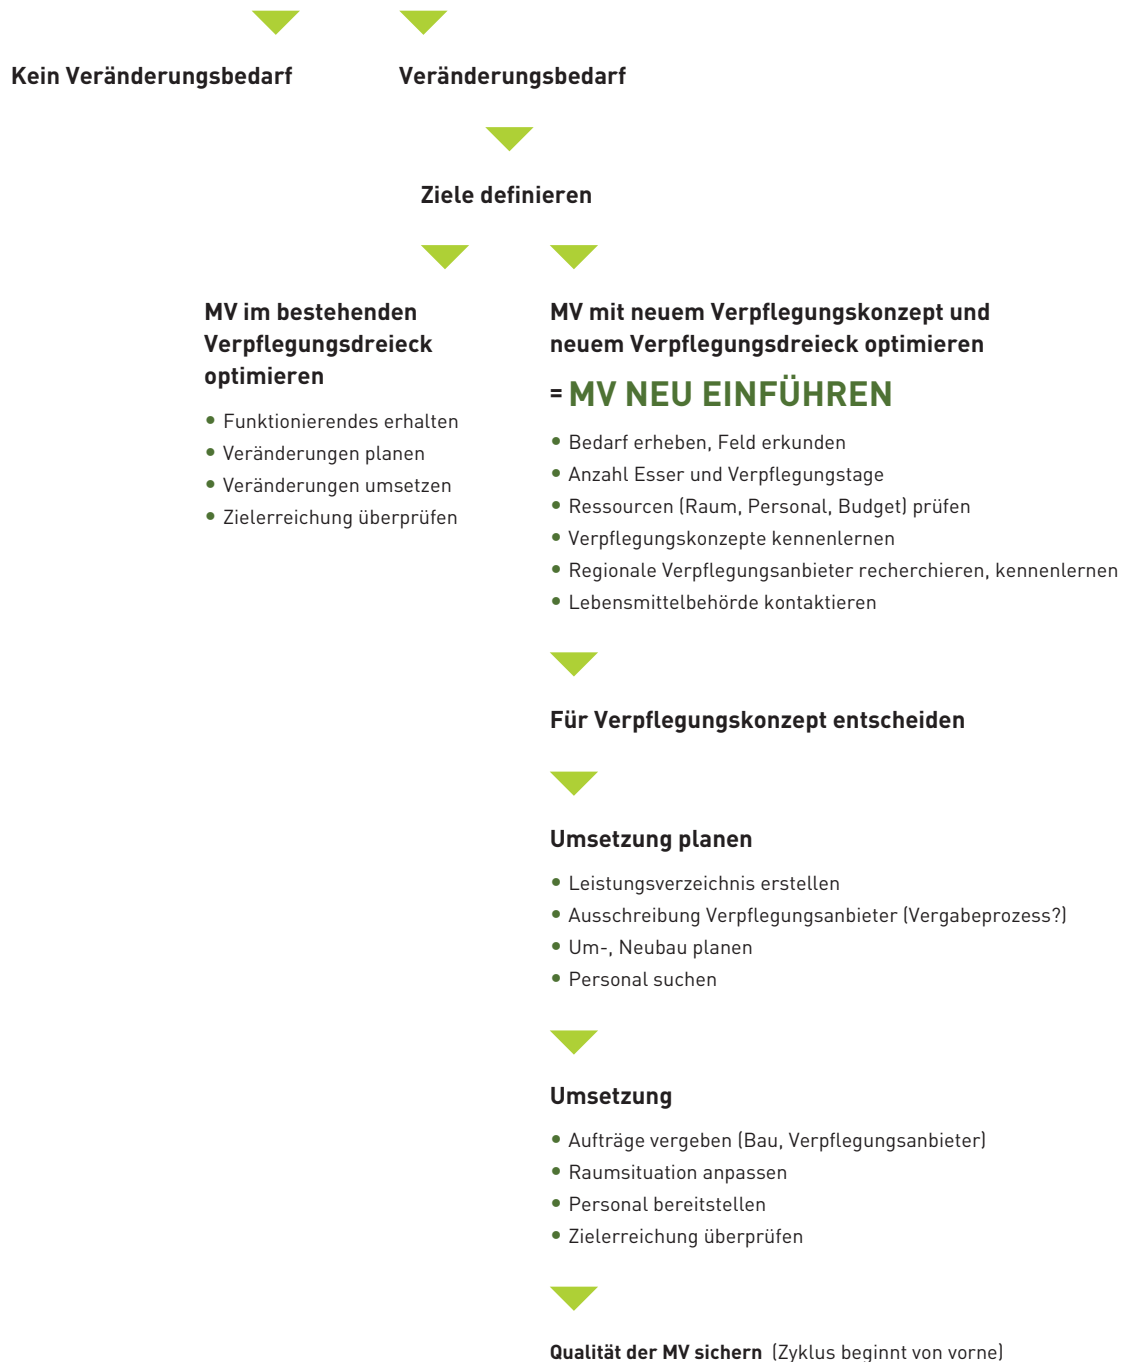 Kein Veränderungsbedarf
Veränderungsbedarf
Ziele definieren
MV im bestehenden
Verpflegungsdreieck
optimieren
• Funktionierendes erhalten
• Veränderungen planen
• Veränderungen umsetzen
• Zielerreichung überprüfen
MV mit neuem Verpflegungskonzept und
neuem Verpflegungsdreieck optimieren
= MV NEU EINFÜHREN
• Bedarf erheben, Feld erkunden
• Anzahl Esser und Verpflegungstage
• Ressourcen (Raum, Personal, Budget) prüfen
• Verpflegungskonzepte kennenlernen
• Regionale Verpflegungsanbieter recherchieren, kennenlernen
• Lebensmittelbehörde kontaktieren
Für Verpflegungskonzept entscheiden
Umsetzung planen
• Leistungsverzeichnis erstellen
• Ausschreibung Verpflegungsanbieter (Vergabeprozess?)
• Um-, Neubau planen
• Personal suchen
Umsetzung
• Aufträge vergeben (Bau, Verpflegungsanbieter)
• Raumsituation anpassen
• Personal bereitstellen
• Zielerreichung überprüfen
Qualität der MV sichern (Zyklus beginnt von vorne)